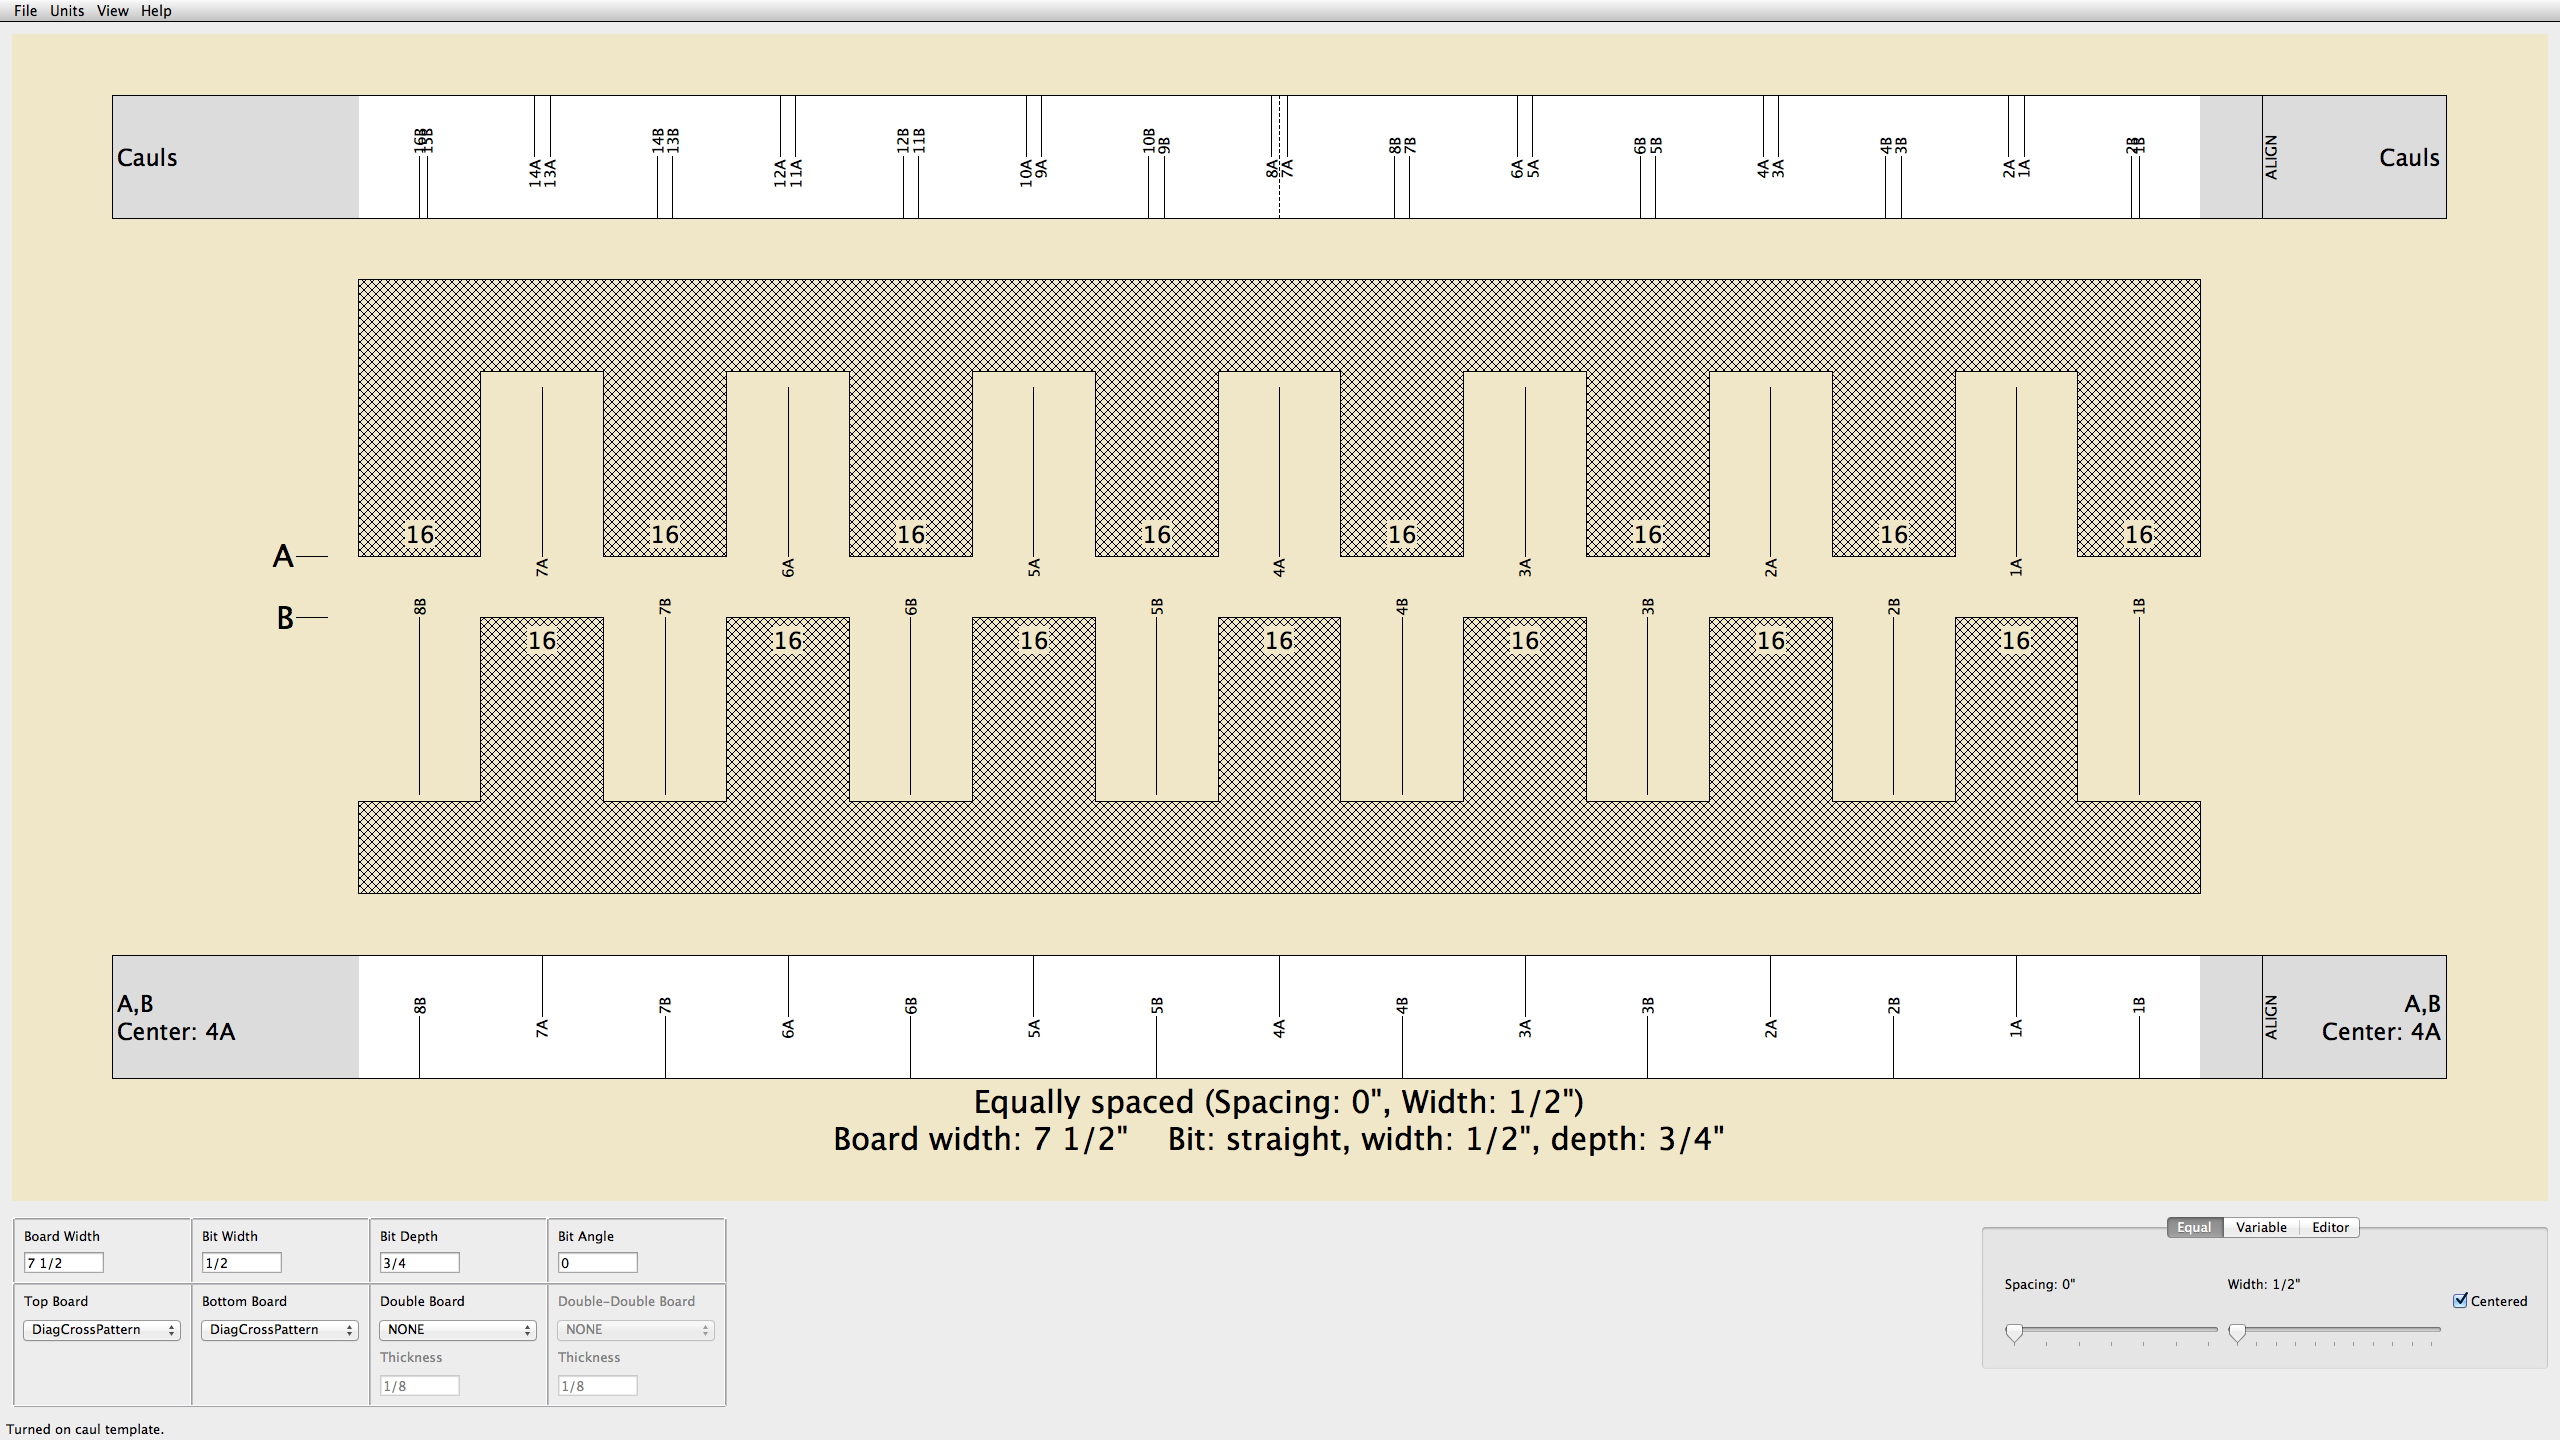 File Units View Help
Cauls 16B 15B 14A 13A 14B 13B 12A 11A 12B 11B 10A 9A 10B 9B 8A 7A 8B 7B 6A 5A 6B 5B 4A 3A 4B 3B 2A 1A 2B 1B ALIGN Cauls
16 16 16 16 16 16 16 16
A 7A 6A 5A 4A 3A 2A 1A
B 8B 7B 6B 5B 4B 3B 2B 1B
16 16 16 16 16 16 16
A,B 8B 7B 6B 5B 4B 3B 2B 1B ALIGN A,B
Center: 4A 7A 6A 5A 4A 3A 2A 1A Center: 4A
Equally spaced (Spacing: 0", Width: 1/2")
Board width: 7 1/2" Bit: straight, width: 1/2", depth: 3/4"
Board Width Bit Width Bit Depth Bit Angle
7 1/2 1/2 3/4 0
Top Board Bottom Board Double Board Double-Double Board
DiagCrossPattern DiagCrossPattern NONE NONE
Thickness Thickness
1/8 1/8
Equal Variable Editor
Spacing: 0" Width: 1/2"
Centered
Turned on caul template.